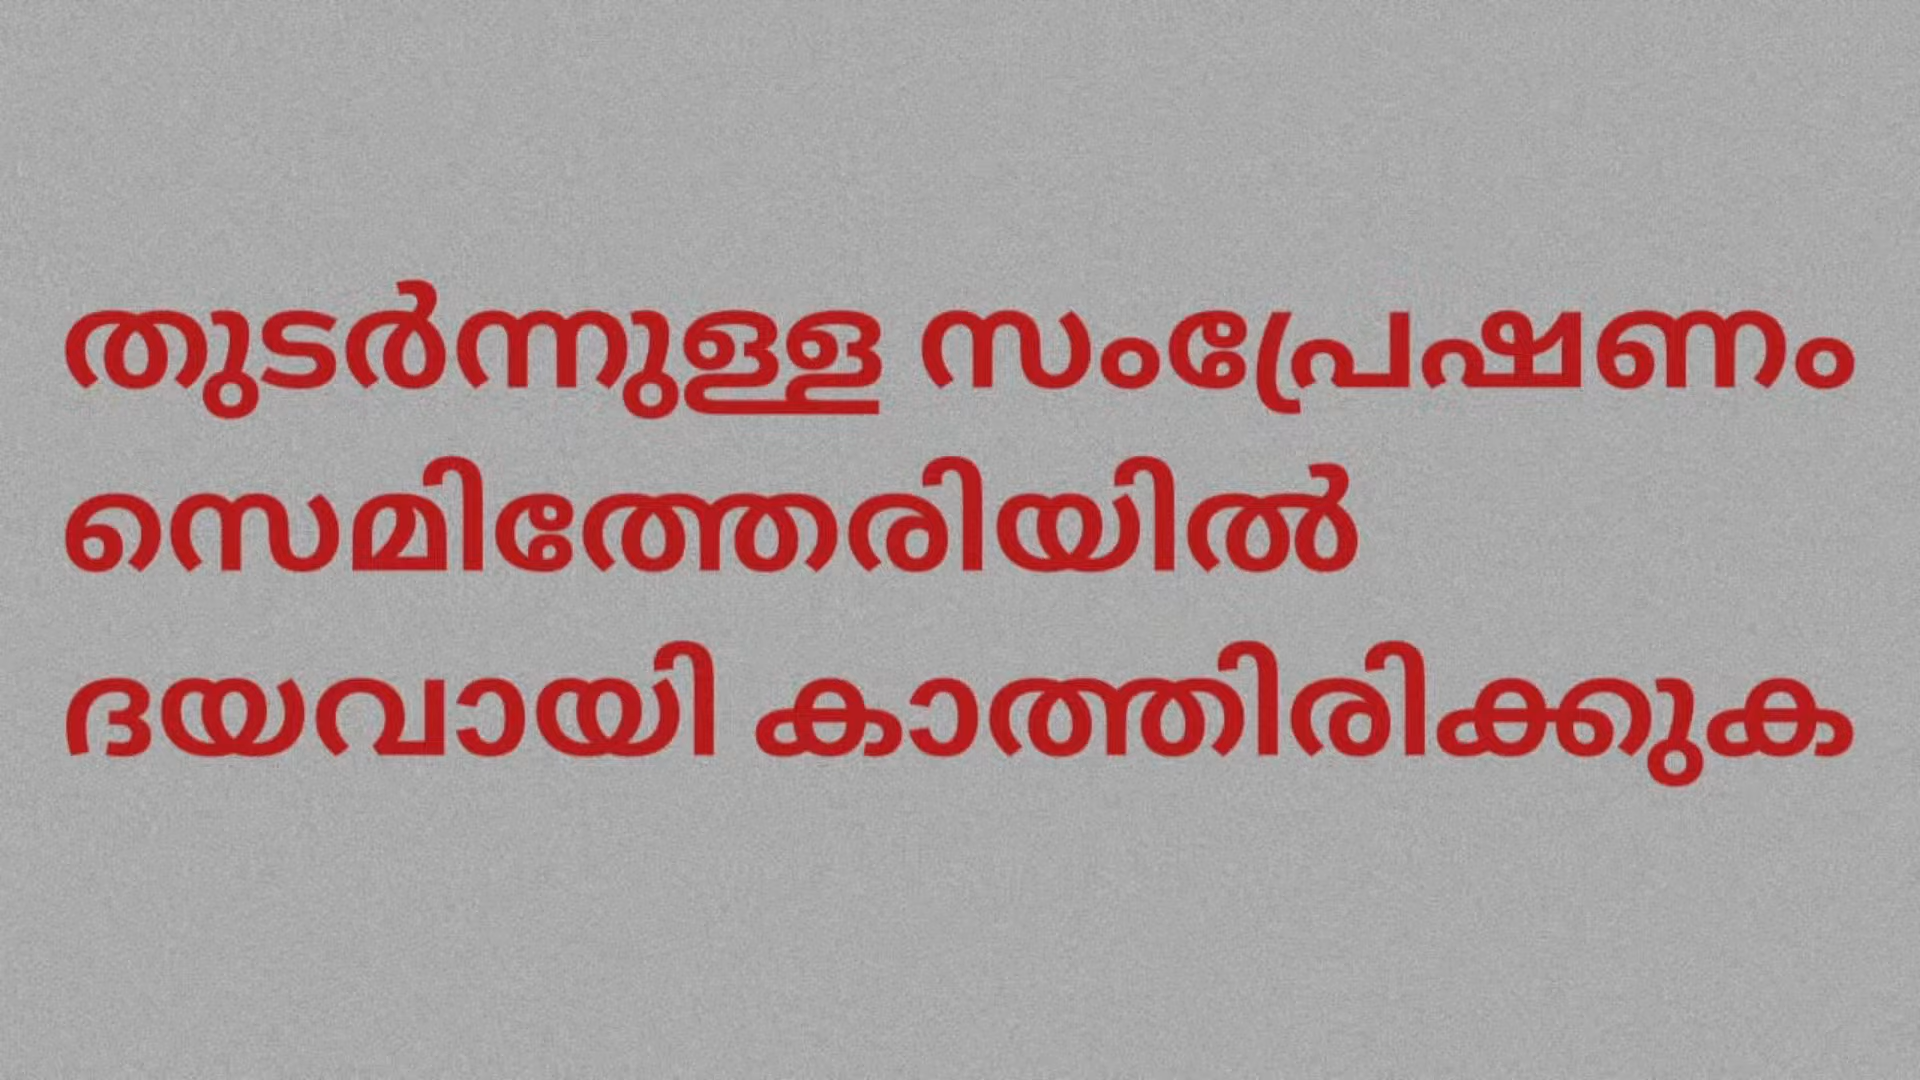 തുടർന്നുള്ള സംപ്രേഷണം
സെമിത്തേരിയിൽ
ദയവായി കാത്തിരിക്കുക